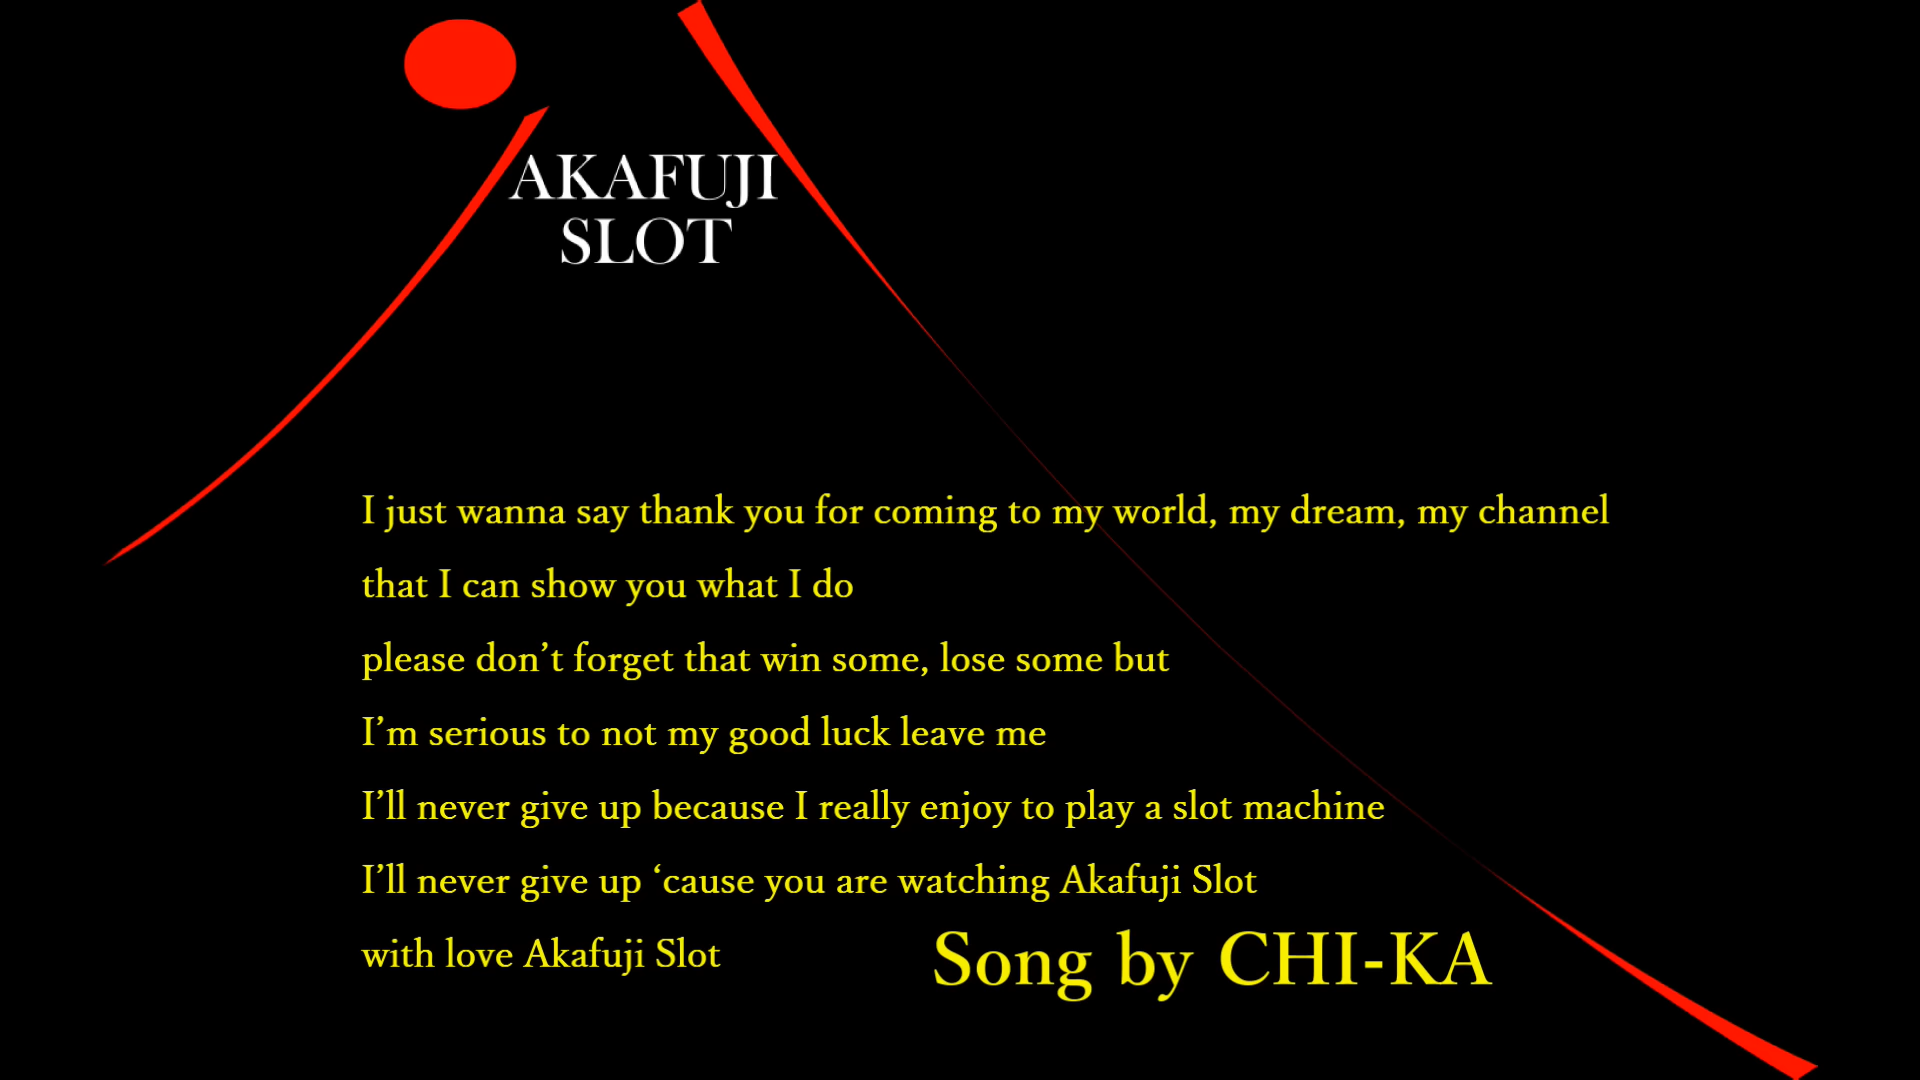 AKAFUJI
SLOT
I just wanna say thank you for coming to my world, my dream, my channel
that I can show you what I do
please don’t forget that win some, lose some but
I’m serious to not my good luck leave me
I’ll never give up because I really enjoy to play a slot machine
I’ll never give up ‘cause you are watching Akafuji Slot
with love Akafuji Slot
Song by CHI-KA